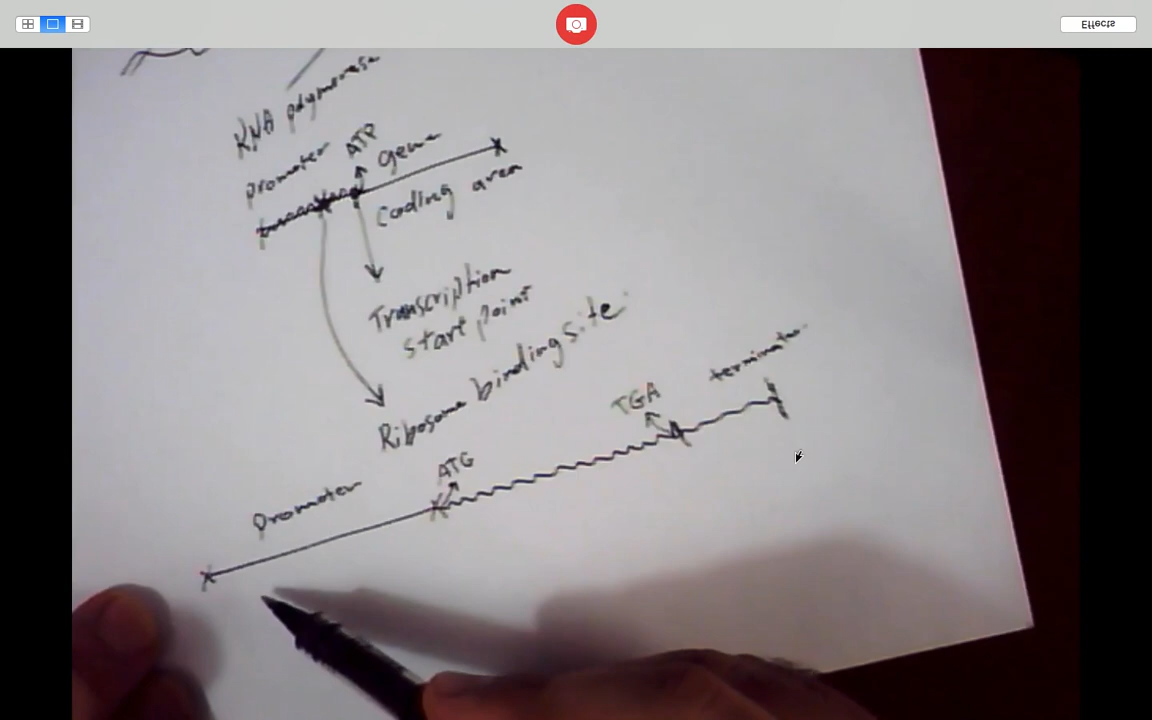 Effects
RNA polymerase
promoter
ATP
gene
Coding area
Transcription
start point
Ribosome binding site
TGA
terminator
ATG
Promoter